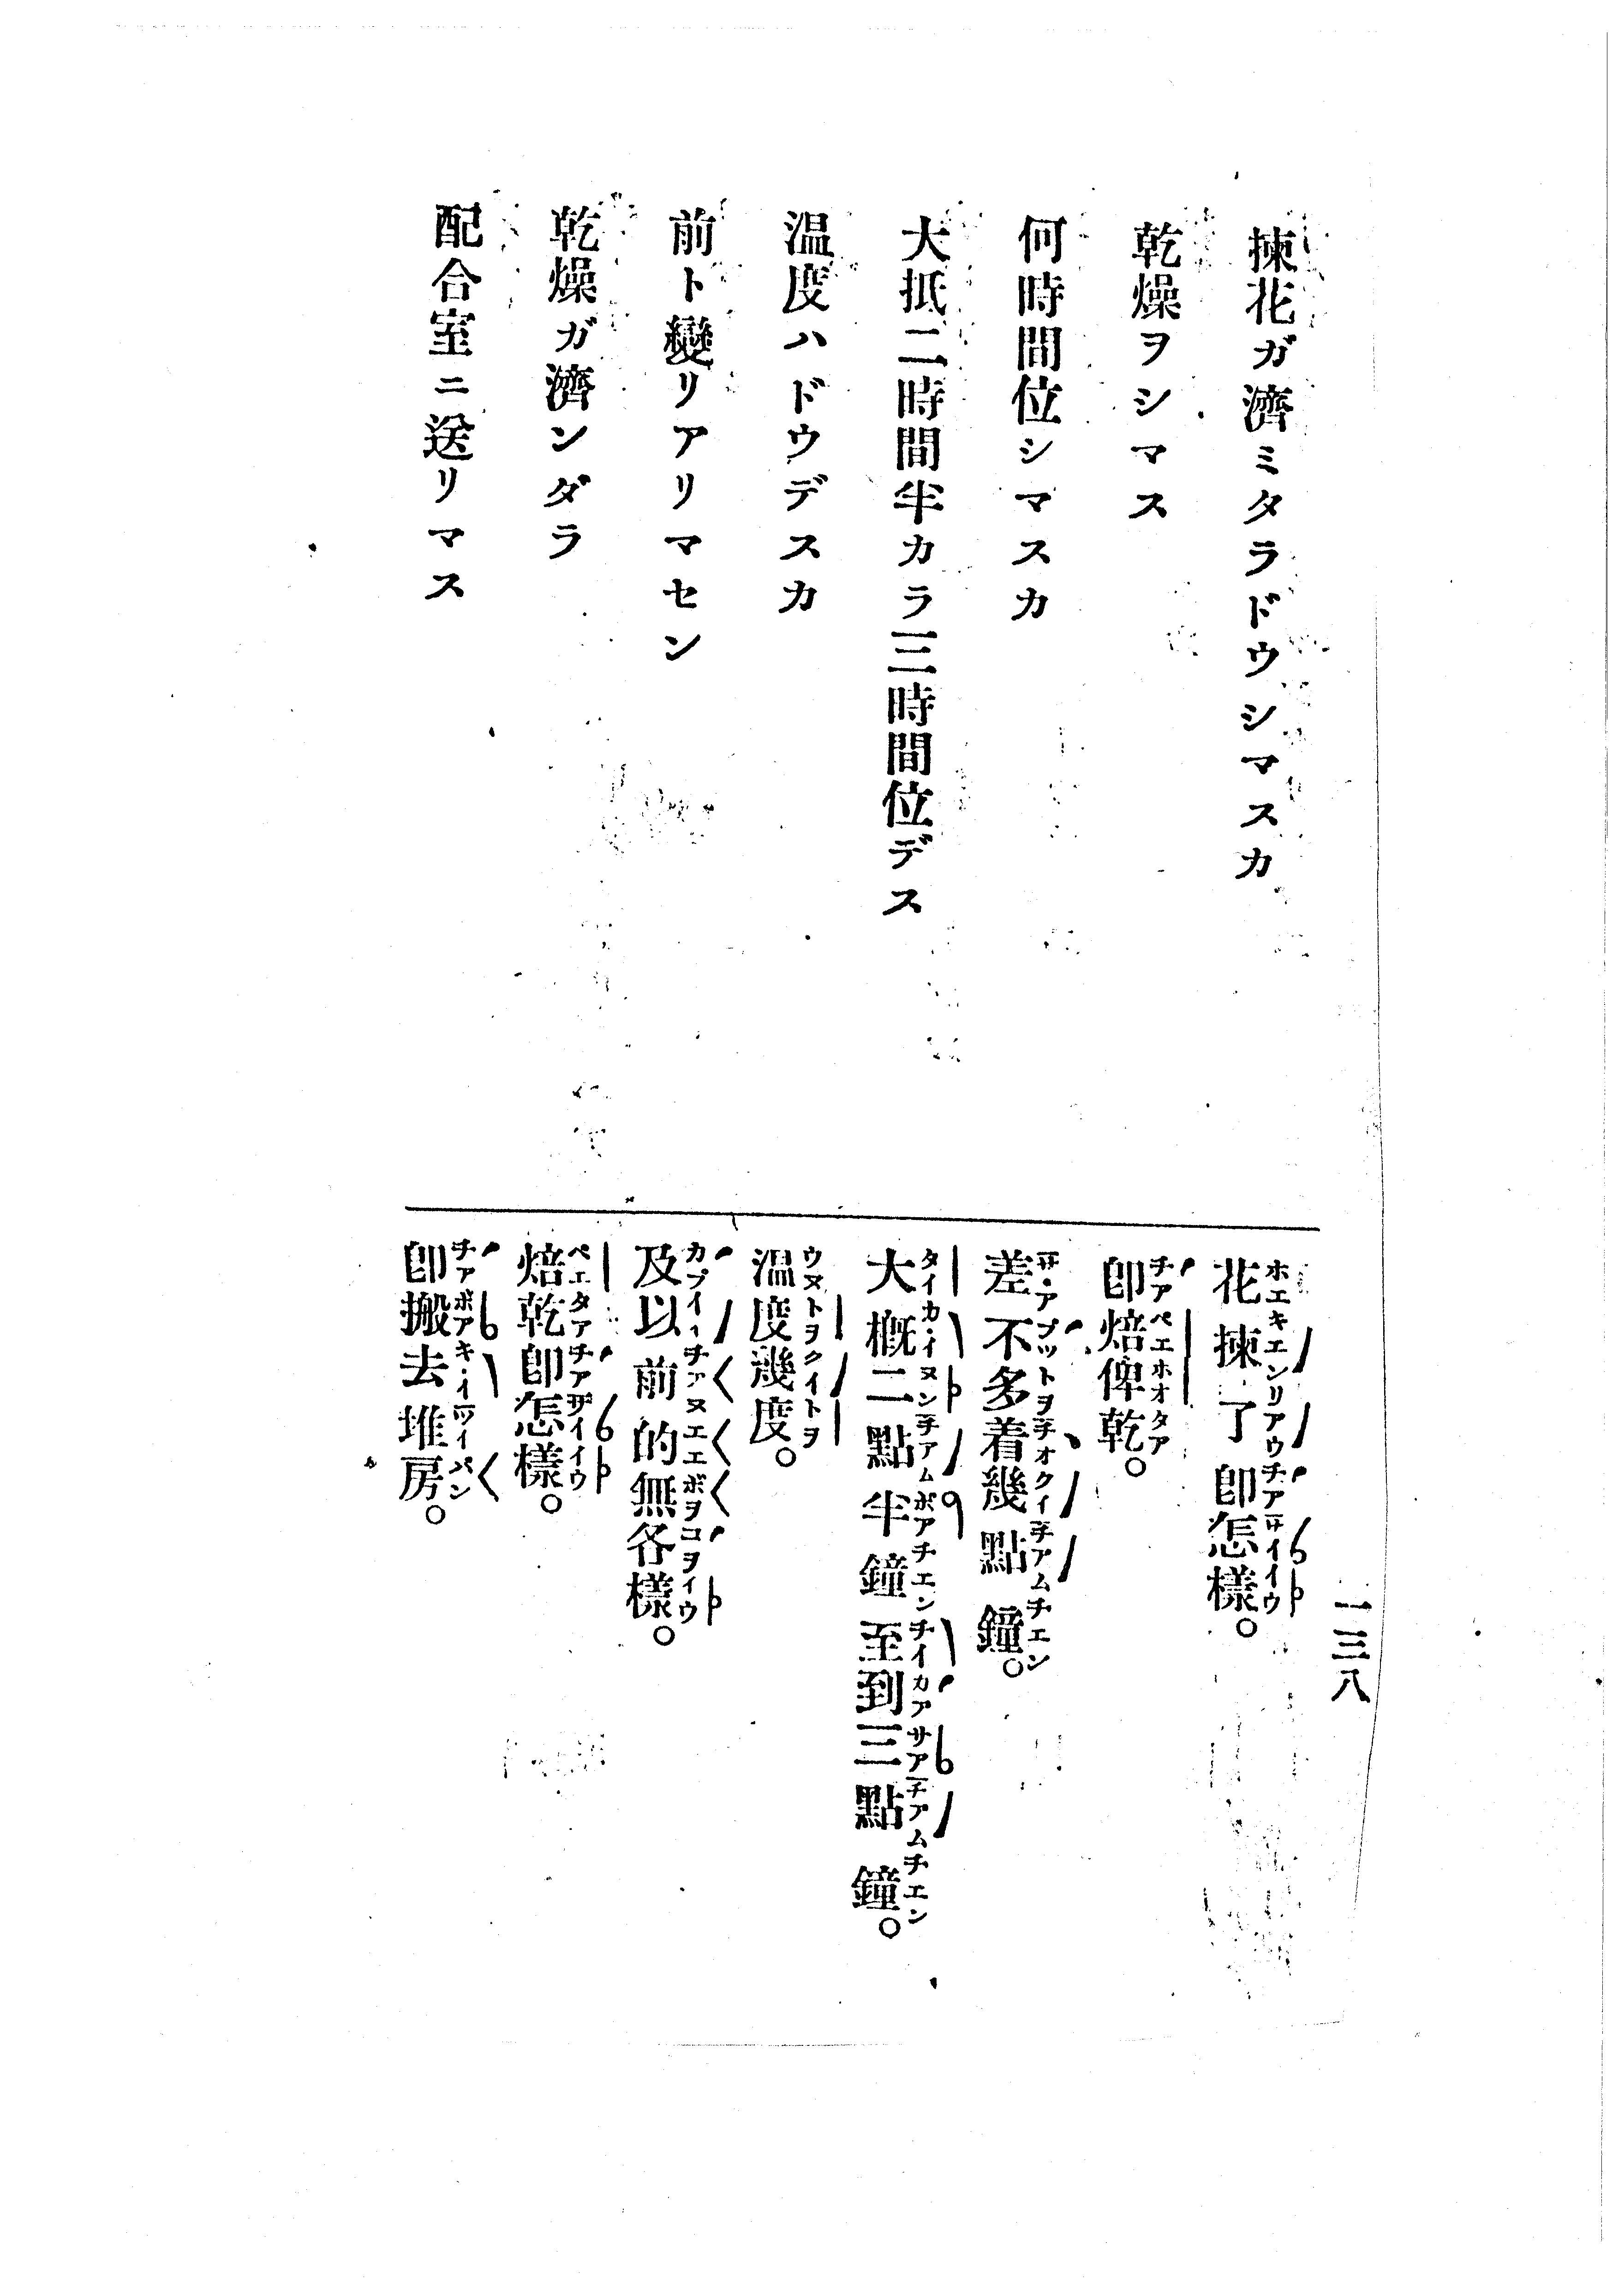 揀花ガ濟ミタラドウシマスカ
乾燥ヲシマス
何時間位シマスカ
大抵二時間半カラ三時間位デス
温度ハドウデスカ
前ト變リアリマセン
乾燥ガ濟ンダラ
配合室ニ送リマス
花揀了卽怎樣。
卽焙俾乾。
差不多着幾點鐘。
大槪二點半鐘至到三點鐘。
温度幾度。
及以前的無各樣。
焙乾卽怎樣。
卽搬去堆房。
一三八